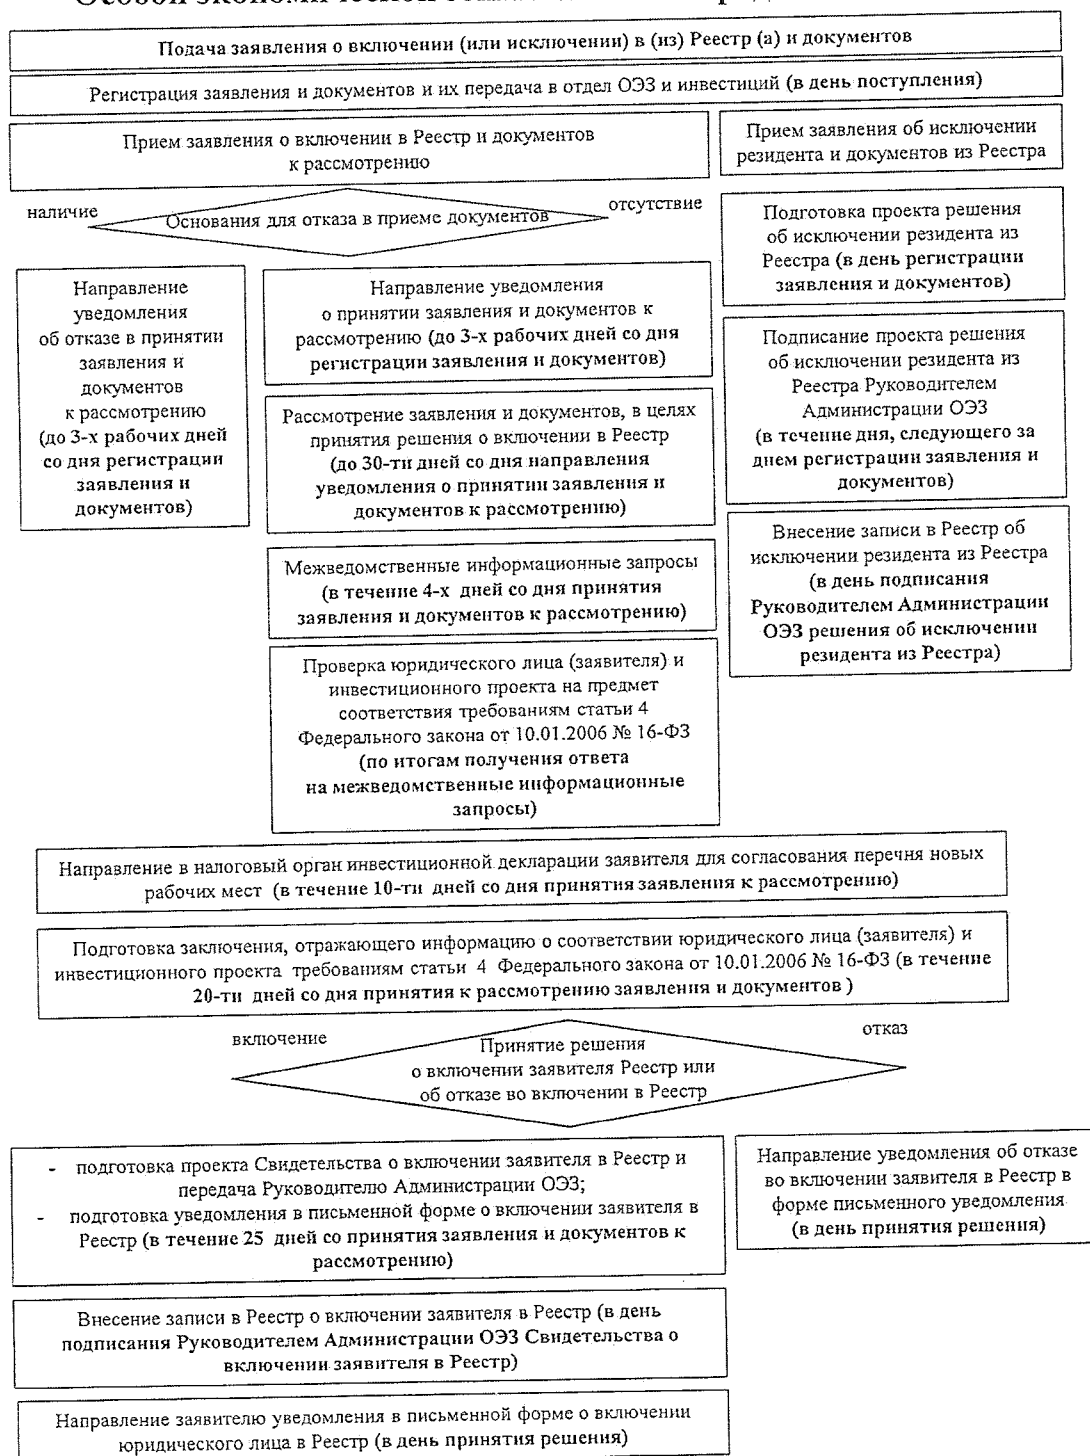 Подача заявления о включении (или исключении) в (из) Реестр (а) и документов
Регистрация заявления и документов и их передача в отдел ОЭЗ и инвестиций (в день поступления)
Прием заявления о включении в Реестр и документов
к рассмотрению
Прием заявления об исключении
резидента и документов из Реестра
наличие
Основания для отказа в приеме документов
отсутствие
Направление
уведомления
об отказе в принятии
заявления и
документов
к рассмотрению
(до 3-х рабочих дней
со дня регистрации
заявления и
документов)
Направление уведомления
о принятии заявления и документов к
рассмотрению (до 3-х рабочих дней со дня
регистрации заявления и документов)
Рассмотрение заявления и документов, в целях
принятия решения о включении в Реестр
(до 30-ти дней со дня направления
уведомления о принятии заявления и
документов к рассмотрению)
Межведомственные информационные запросы
(в течение 4-х дней со дня принятия
заявления и документов к рассмотрению)
Проверка юридического лица (заявителя) и
инвестиционного проекта на предмет
соответствия требованиям статьи 4
Федерального закона от 10.01.2006 № 16-ФЗ
(по итогам получения ответа
на межведомственные информационные
запросы)
Подготовка проекта решения
об исключении резидента из
Реестра (в день регистрации
заявления и документов)
Подписание проекта решения
об исключении резидента из
Реестра Руководителем
Администрации ОЭЗ
(в течение дня, следующего за
днем регистрации заявления и
документов)
Внесение записи в Реестр об
исключении резидента из Реестра
(в день подписания
Руководителем Администрации
ОЭЗ решения об исключении
резидента из Реестра)
Направление в налоговый орган инвестиционной декларации заявителя для согласования перечня новых
рабочих мест (в течение 10-ти дней со дня принятия заявления к рассмотрению)
Подготовка заключения, отражающего информацию о соответствии юридического лица (заявителя) и
инвестиционного проекта требованиям статьи 4 Федерального закона от 10.01.2006 № 16-ФЗ (в течение
20-ти дней со дня принятия к рассмотрению заявления и документов )
включение
Принятие решения
о включении заявителя Реестр или
об отказе во включении в Реестр
отказ
- подготовка проекта Свидетельства о включении заявителя в Реестр и
передача Руководителю Администрации ОЭЗ;
- подготовка уведомления в письменной форме о включении заявителя в
Реестр (в течение 25 дней со принятия заявления и документов к
рассмотрению)
Направление уведомления об отказе
во включении заявителя в Реестр в
форме письменного уведомления
(в день принятия решения)
Внесение записи в Реестр о включении заявителя в Реестр (в день
подписания Руководителем Администрации ОЭЗ Свидетельства о
включении заявителя в Реестр)
Направление заявителю уведомления в письменной форме о включении
юридического лица в Реестр (в день принятия решения)